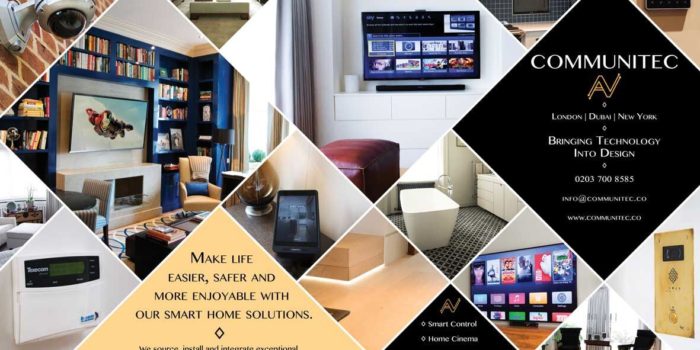 COMMUNITEC
AV
LONDON | DUBAI | NEW YORK
BRINGING TECHNOLOGY
INTO DESIGN
0203 700 8585
INFO@COMMUNITEC.CO
WWW.COMMUNITEC.CO
sky
Texecom
MAKE LIFE
EASIER, SAFER AND
MORE ENJOYABLE WITH
OUR SMART HOME SOLUTIONS.
We source, install and integrate exceptional
AV
Smart Control
Home Cinema